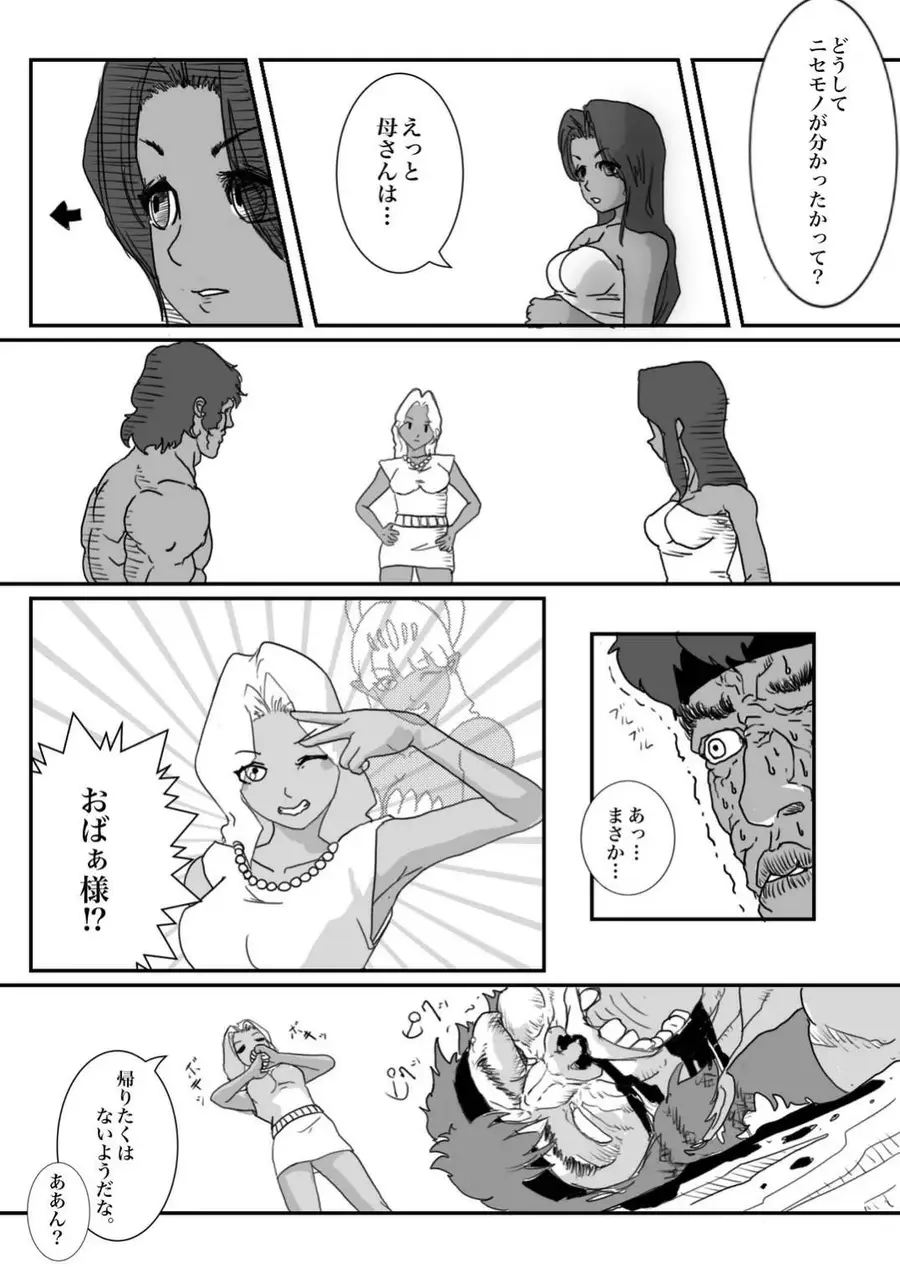 どうして
ニセモノが分かったかって？
えっと
母さんは…
ブルブル
あっ…
まさか…
おばぁ様!?
ピクッ
ピクッ
ボキッ
ボキッ
帰りたくは
ないようだな。
ああん？